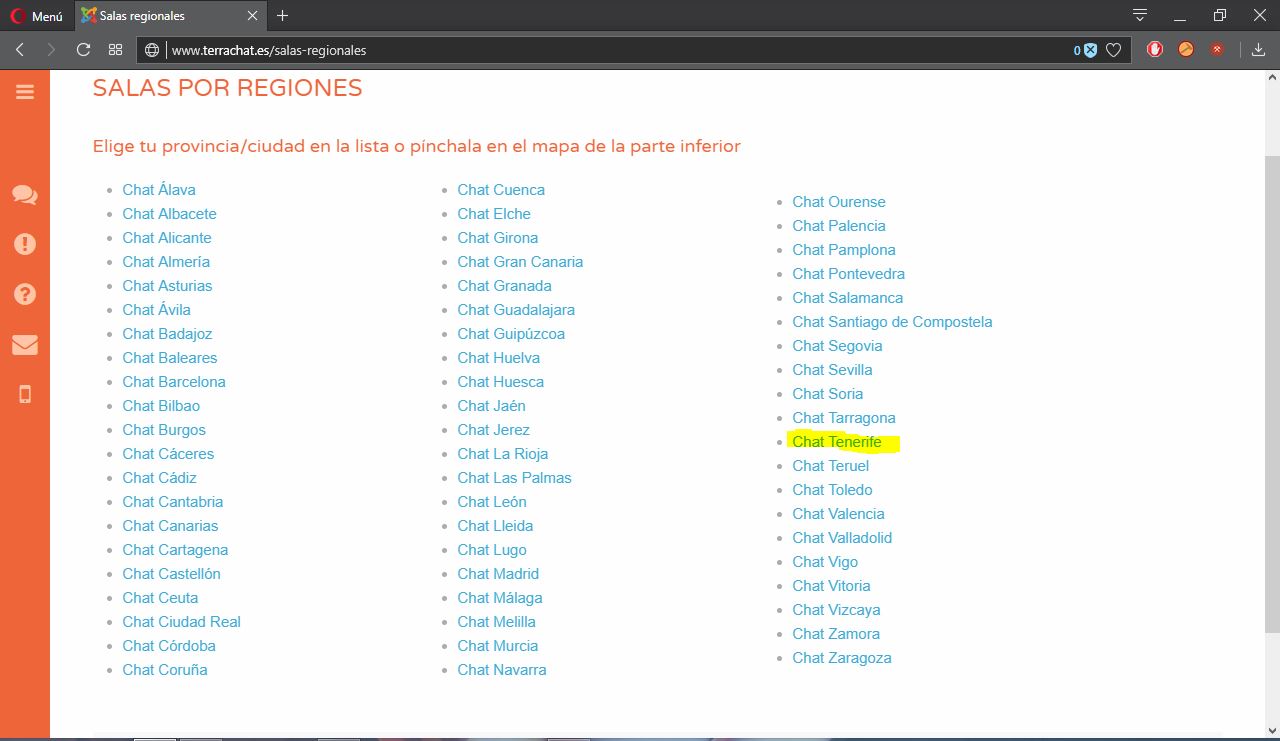 Menú
Salas regionales
www.terrachat.es/salas-regionales
0
SALAS POR REGIONES
Elige tu provincia/ciudad en la lista o pínchala en el mapa de la parte inferior
Chat Álava
Chat Albacete
Chat Alicante
Chat Almería
Chat Asturias
Chat Ávila
Chat Badajoz
Chat Baleares
Chat Barcelona
Chat Bilbao
Chat Burgos
Chat Cáceres
Chat Cádiz
Chat Cantabria
Chat Canarias
Chat Cartagena
Chat Castellón
Chat Ceuta
Chat Ciudad Real
Chat Córdoba
Chat Coruña
Chat Cuenca
Chat Elche
Chat Girona
Chat Gran Canaria
Chat Granada
Chat Guadalajara
Chat Guipúzcoa
Chat Huelva
Chat Huesca
Chat Jaén
Chat Jerez
Chat La Rioja
Chat Las Palmas
Chat León
Chat Lleida
Chat Lugo
Chat Madrid
Chat Málaga
Chat Melilla
Chat Murcia
Chat Navarra
Chat Ourense
Chat Palencia
Chat Pamplona
Chat Pontevedra
Chat Salamanca
Chat Santiago de Compostela
Chat Segovia
Chat Sevilla
Chat Soria
Chat Tarragona
Chat Tenerife
Chat Teruel
Chat Toledo
Chat Valencia
Chat Valladolid
Chat Vigo
Chat Vitoria
Chat Vizcaya
Chat Zamora
Chat Zaragoza